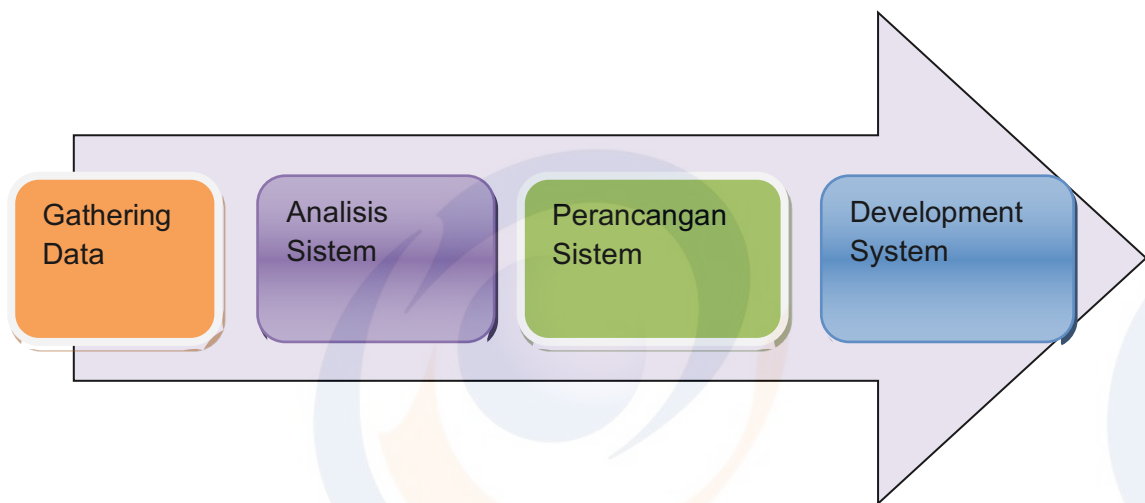 Gathering
Data
Analisis
Sistem
Perancangan
Sistem
Development
System